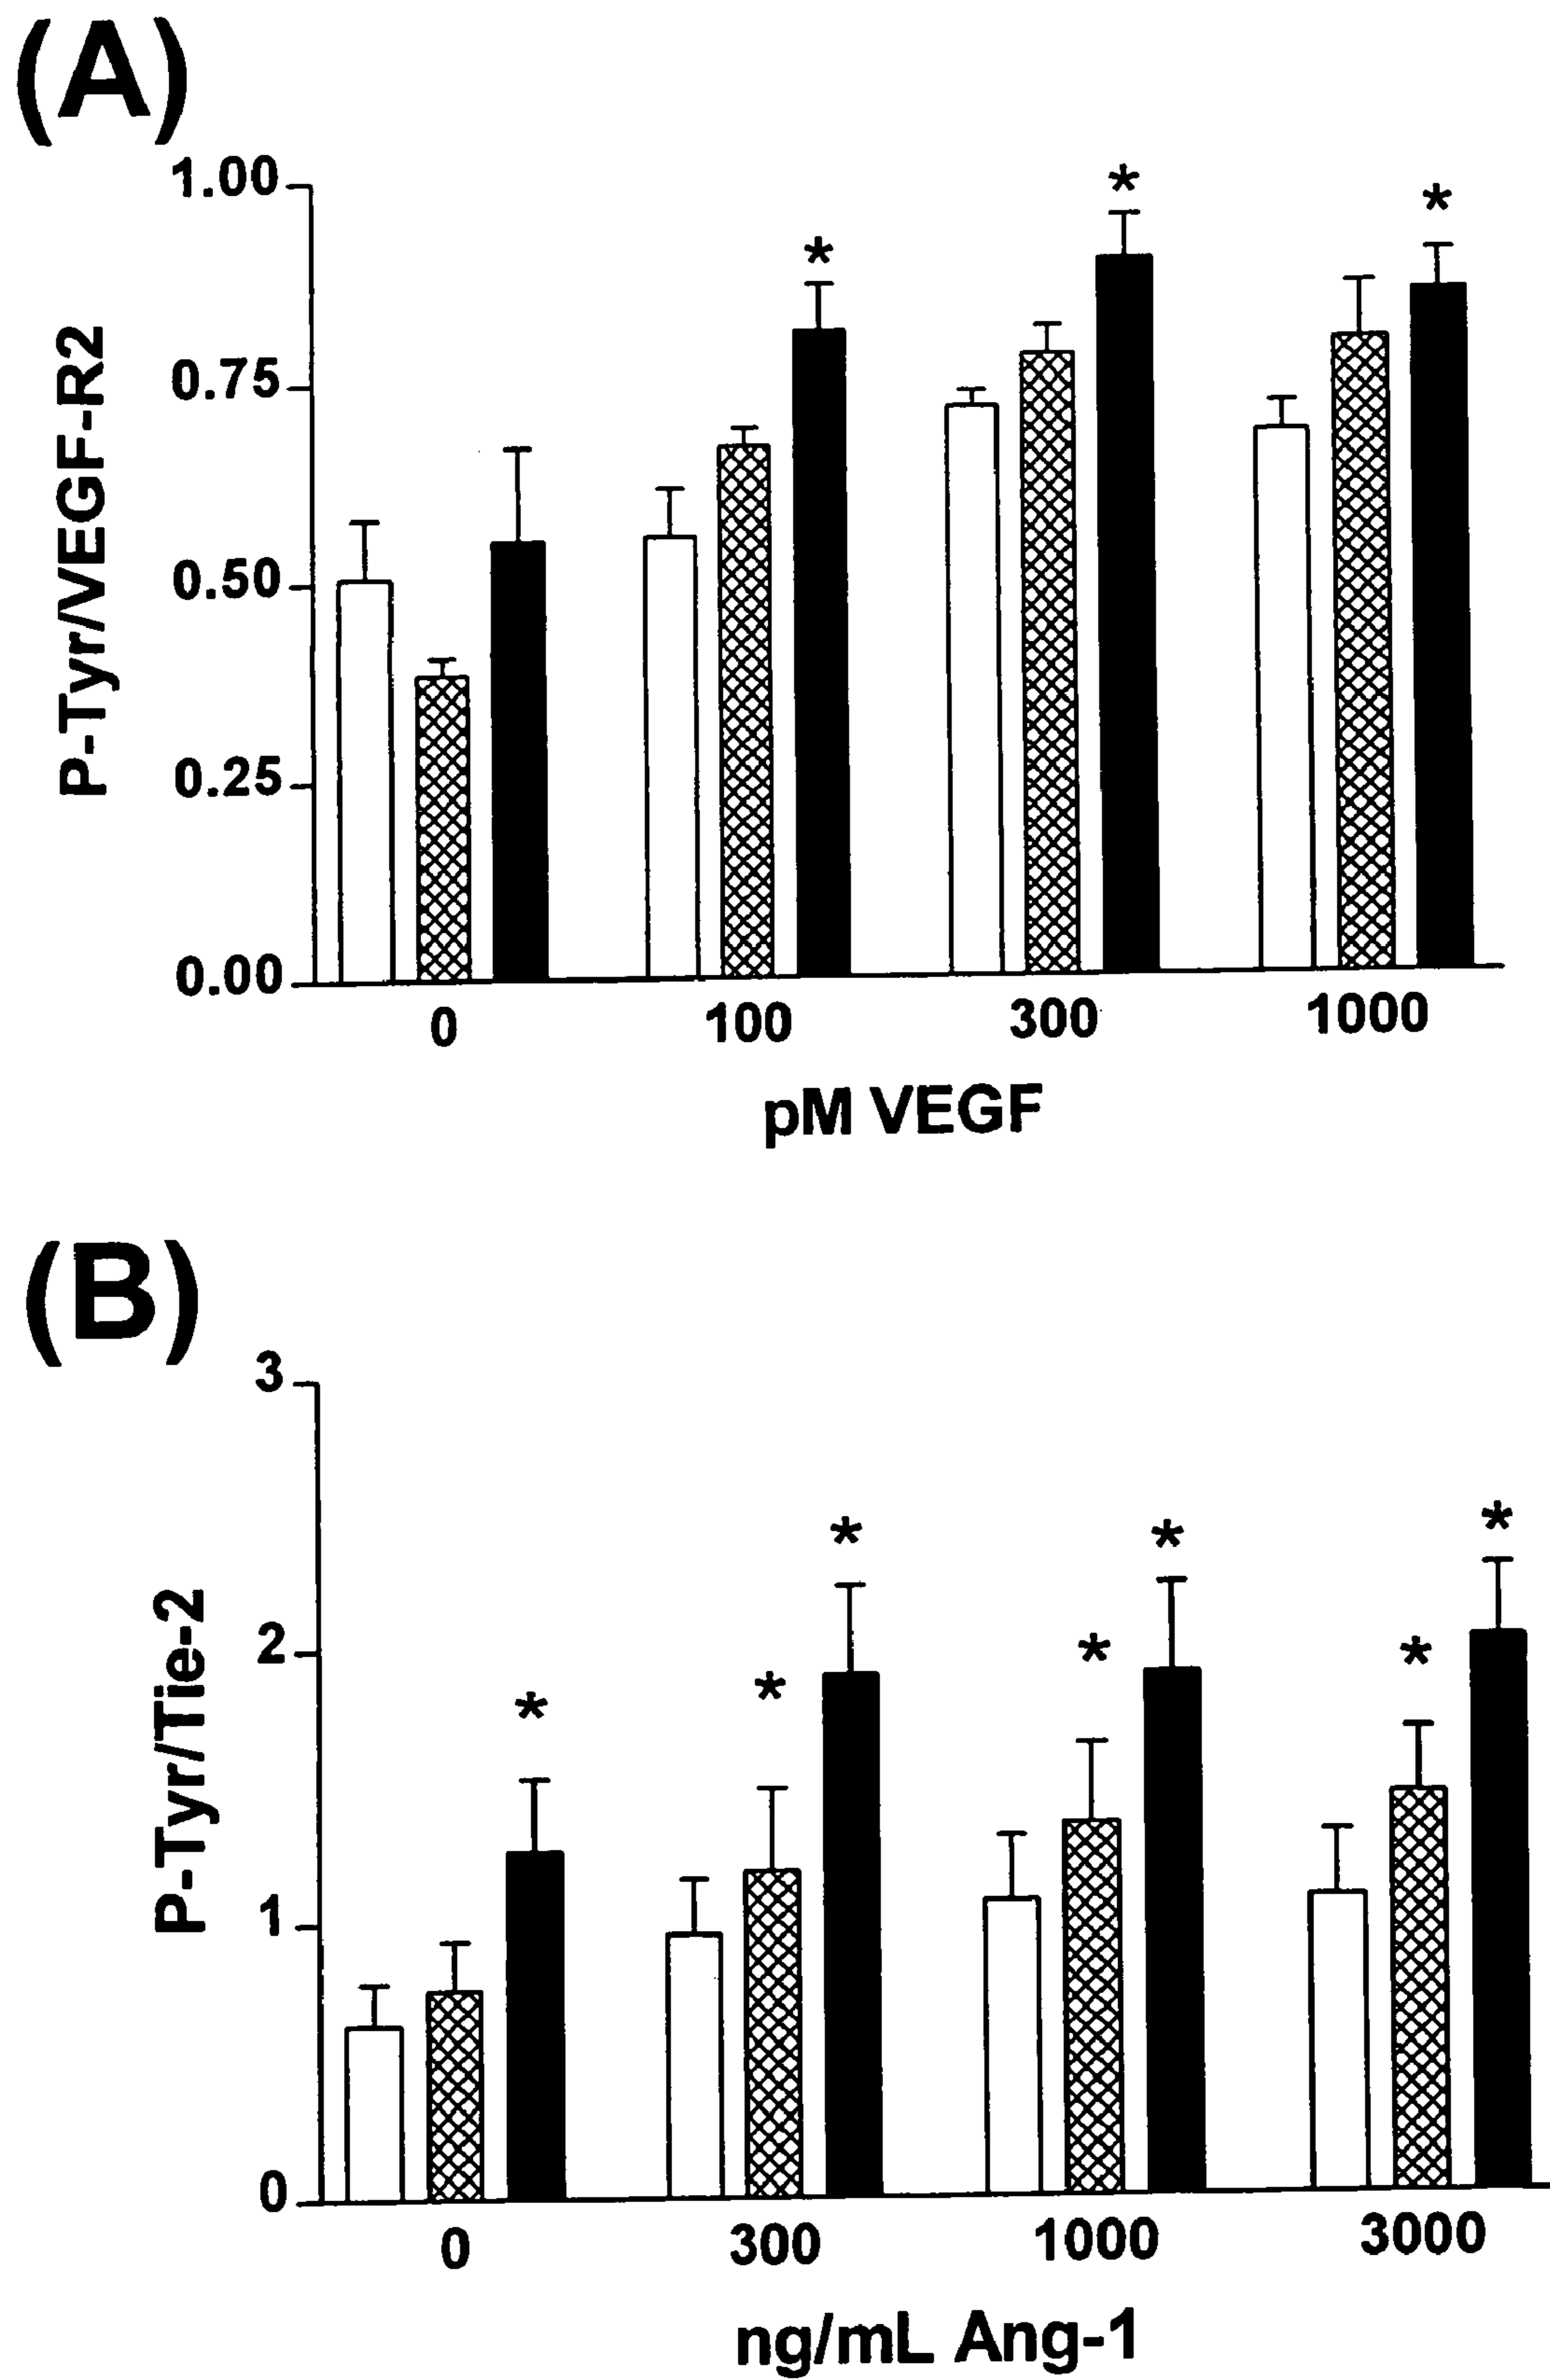 (A)
1.00
0.75
0.50
0.25
0.00
P-Tyr/VEGF-R2
* * *
0 100 300 1000
pM VEGF
(B)
3
2
1
0
P-Tyr/Tie-2
* * * * * * *
0 300 1000 3000
ng/mL Ang-1